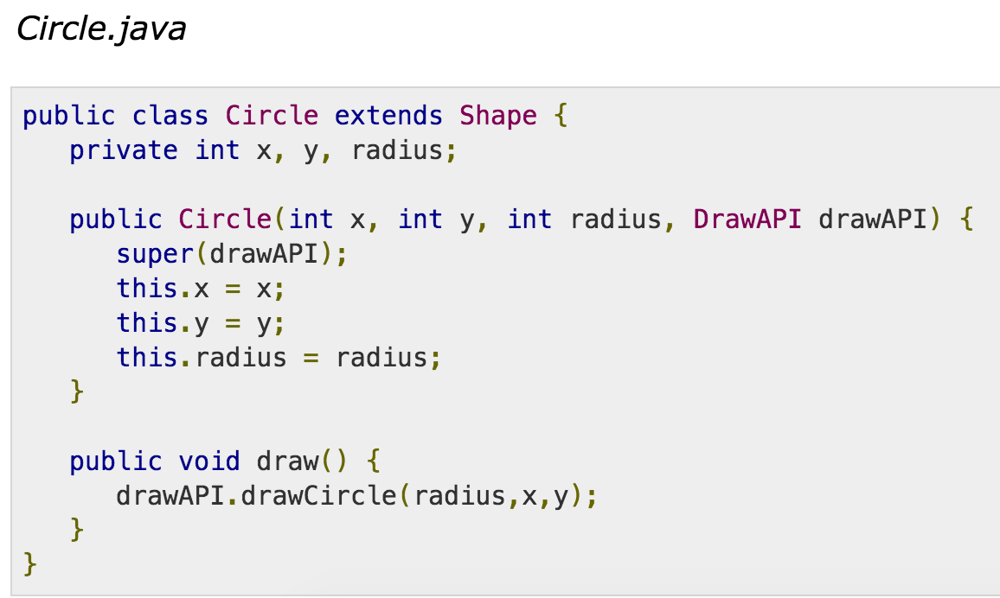 Circle.java
public class Circle extends Shape {
   private int x, y, radius;
   public Circle(int x, int y, int radius, DrawAPI drawAPI) {
      super(drawAPI);
      this.x = x;
      this.y = y;
      this.radius = radius;
   }
   public void draw() {
      drawAPI.drawCircle(radius,x,y);
   }
}